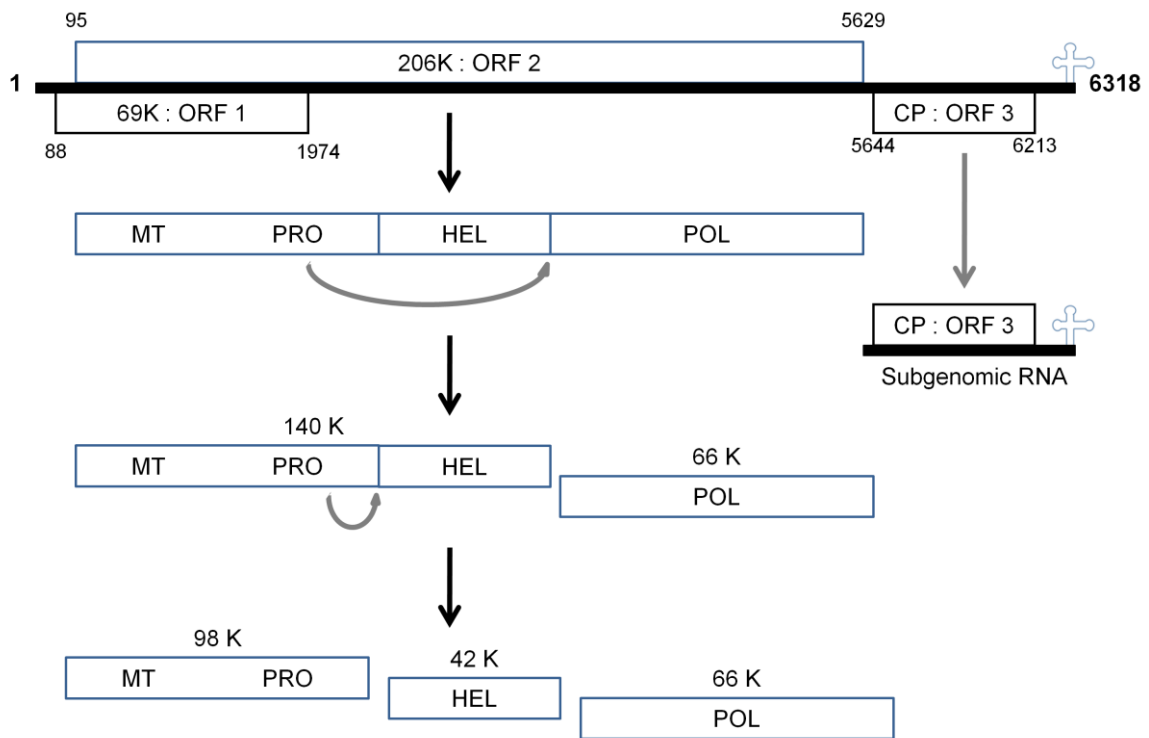 95
5629
206K : ORF 2
1
6318
69K : ORF 1
CP : ORF 3
88
1974
5644
6213
MT
PRO
HEL
POL
CP : ORF 3
Subgenomic RNA
140 K
MT
PRO
HEL
66 K
POL
98 K
MT
PRO
42 K
HEL
66 K
POL